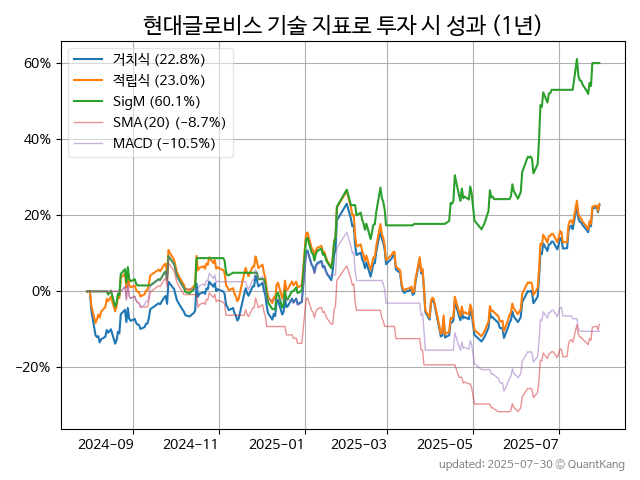 현대글로비스 기술 지표로 투자 시 성과 (1년)
거치식 (22.8%)
적립식 (23.0%)
SigM (60.1%)
SMA(20) (−8.7%)
MACD (−10.5%)
60%
40%
20%
0%
−20%
2024-09 2024-11 2025-01 2025-03 2025-05 2025-07
updated: 2025-07-30 © QuantKang